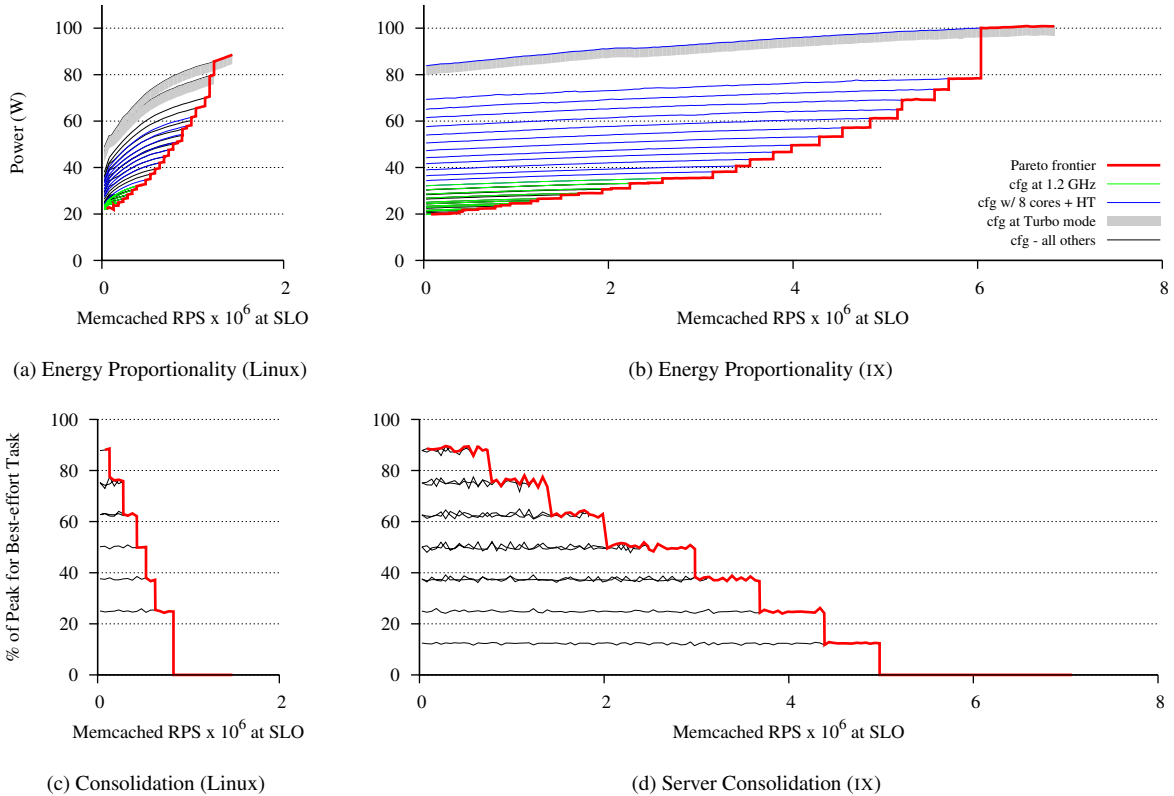 100
80
60
40
20
0
Power (W)
0
2
Memcached RPS x 10^6 at SLO
(a) Energy Proportionality (Linux)
100
80
60
40
20
0
Pareto frontier
cfg at 1.2 GHz
cfg w/ 8 cores + HT
cfg at Turbo mode
cfg - all others
0
2
4
6
8
Memcached RPS x 10^6 at SLO
(b) Energy Proportionality (IX)
100
80
60
40
20
0
% of Peak for Best-effort Task
0
2
Memcached RPS x 10^6 at SLO
(c) Consolidation (Linux)
100
80
60
40
20
0
0
2
4
6
8
Memcached RPS x 10^6 at SLO
(d) Server Consolidation (IX)